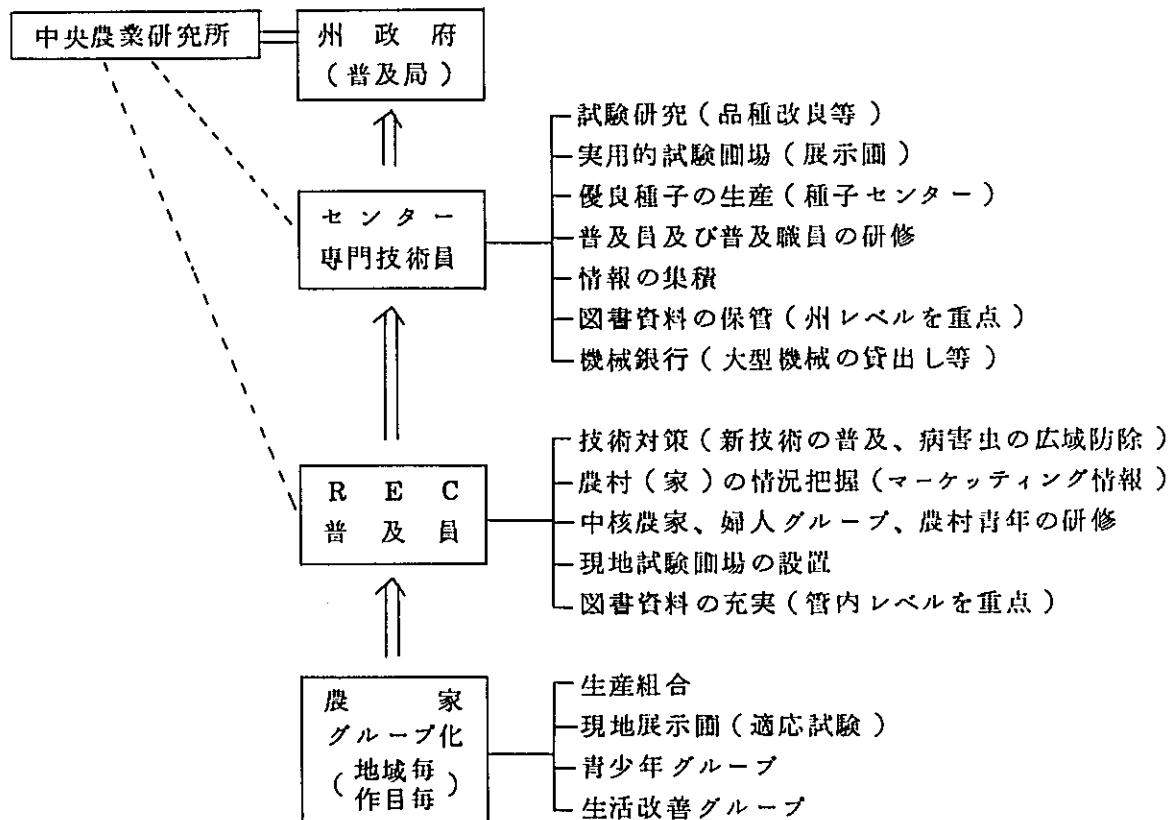 中央農業研究所
州政府
(普及局)
センター
専門技術員
試験研究(品種改良等)
実用的試験圃場(展示圃)
優良種子の生産(種子センター)
普及員及び普及職員の研修
情報の集積
図書資料の保管(州レベルを重点)
機械銀行(大型機械の貸出し等)
REC
普及員
技術対策(新技術の普及、病害虫の広域防除)
農村(家)の情況把握(マーケッティング情報)
中核農家、婦人グループ、農村青年の研修
現地試験圃場の設置
図書資料の充実(管内レベルを重点)
農家
グループ化
(地域毎
作目毎)
生産組合
現地展示圃(適応試験)
青少年グループ
生活改善グループ